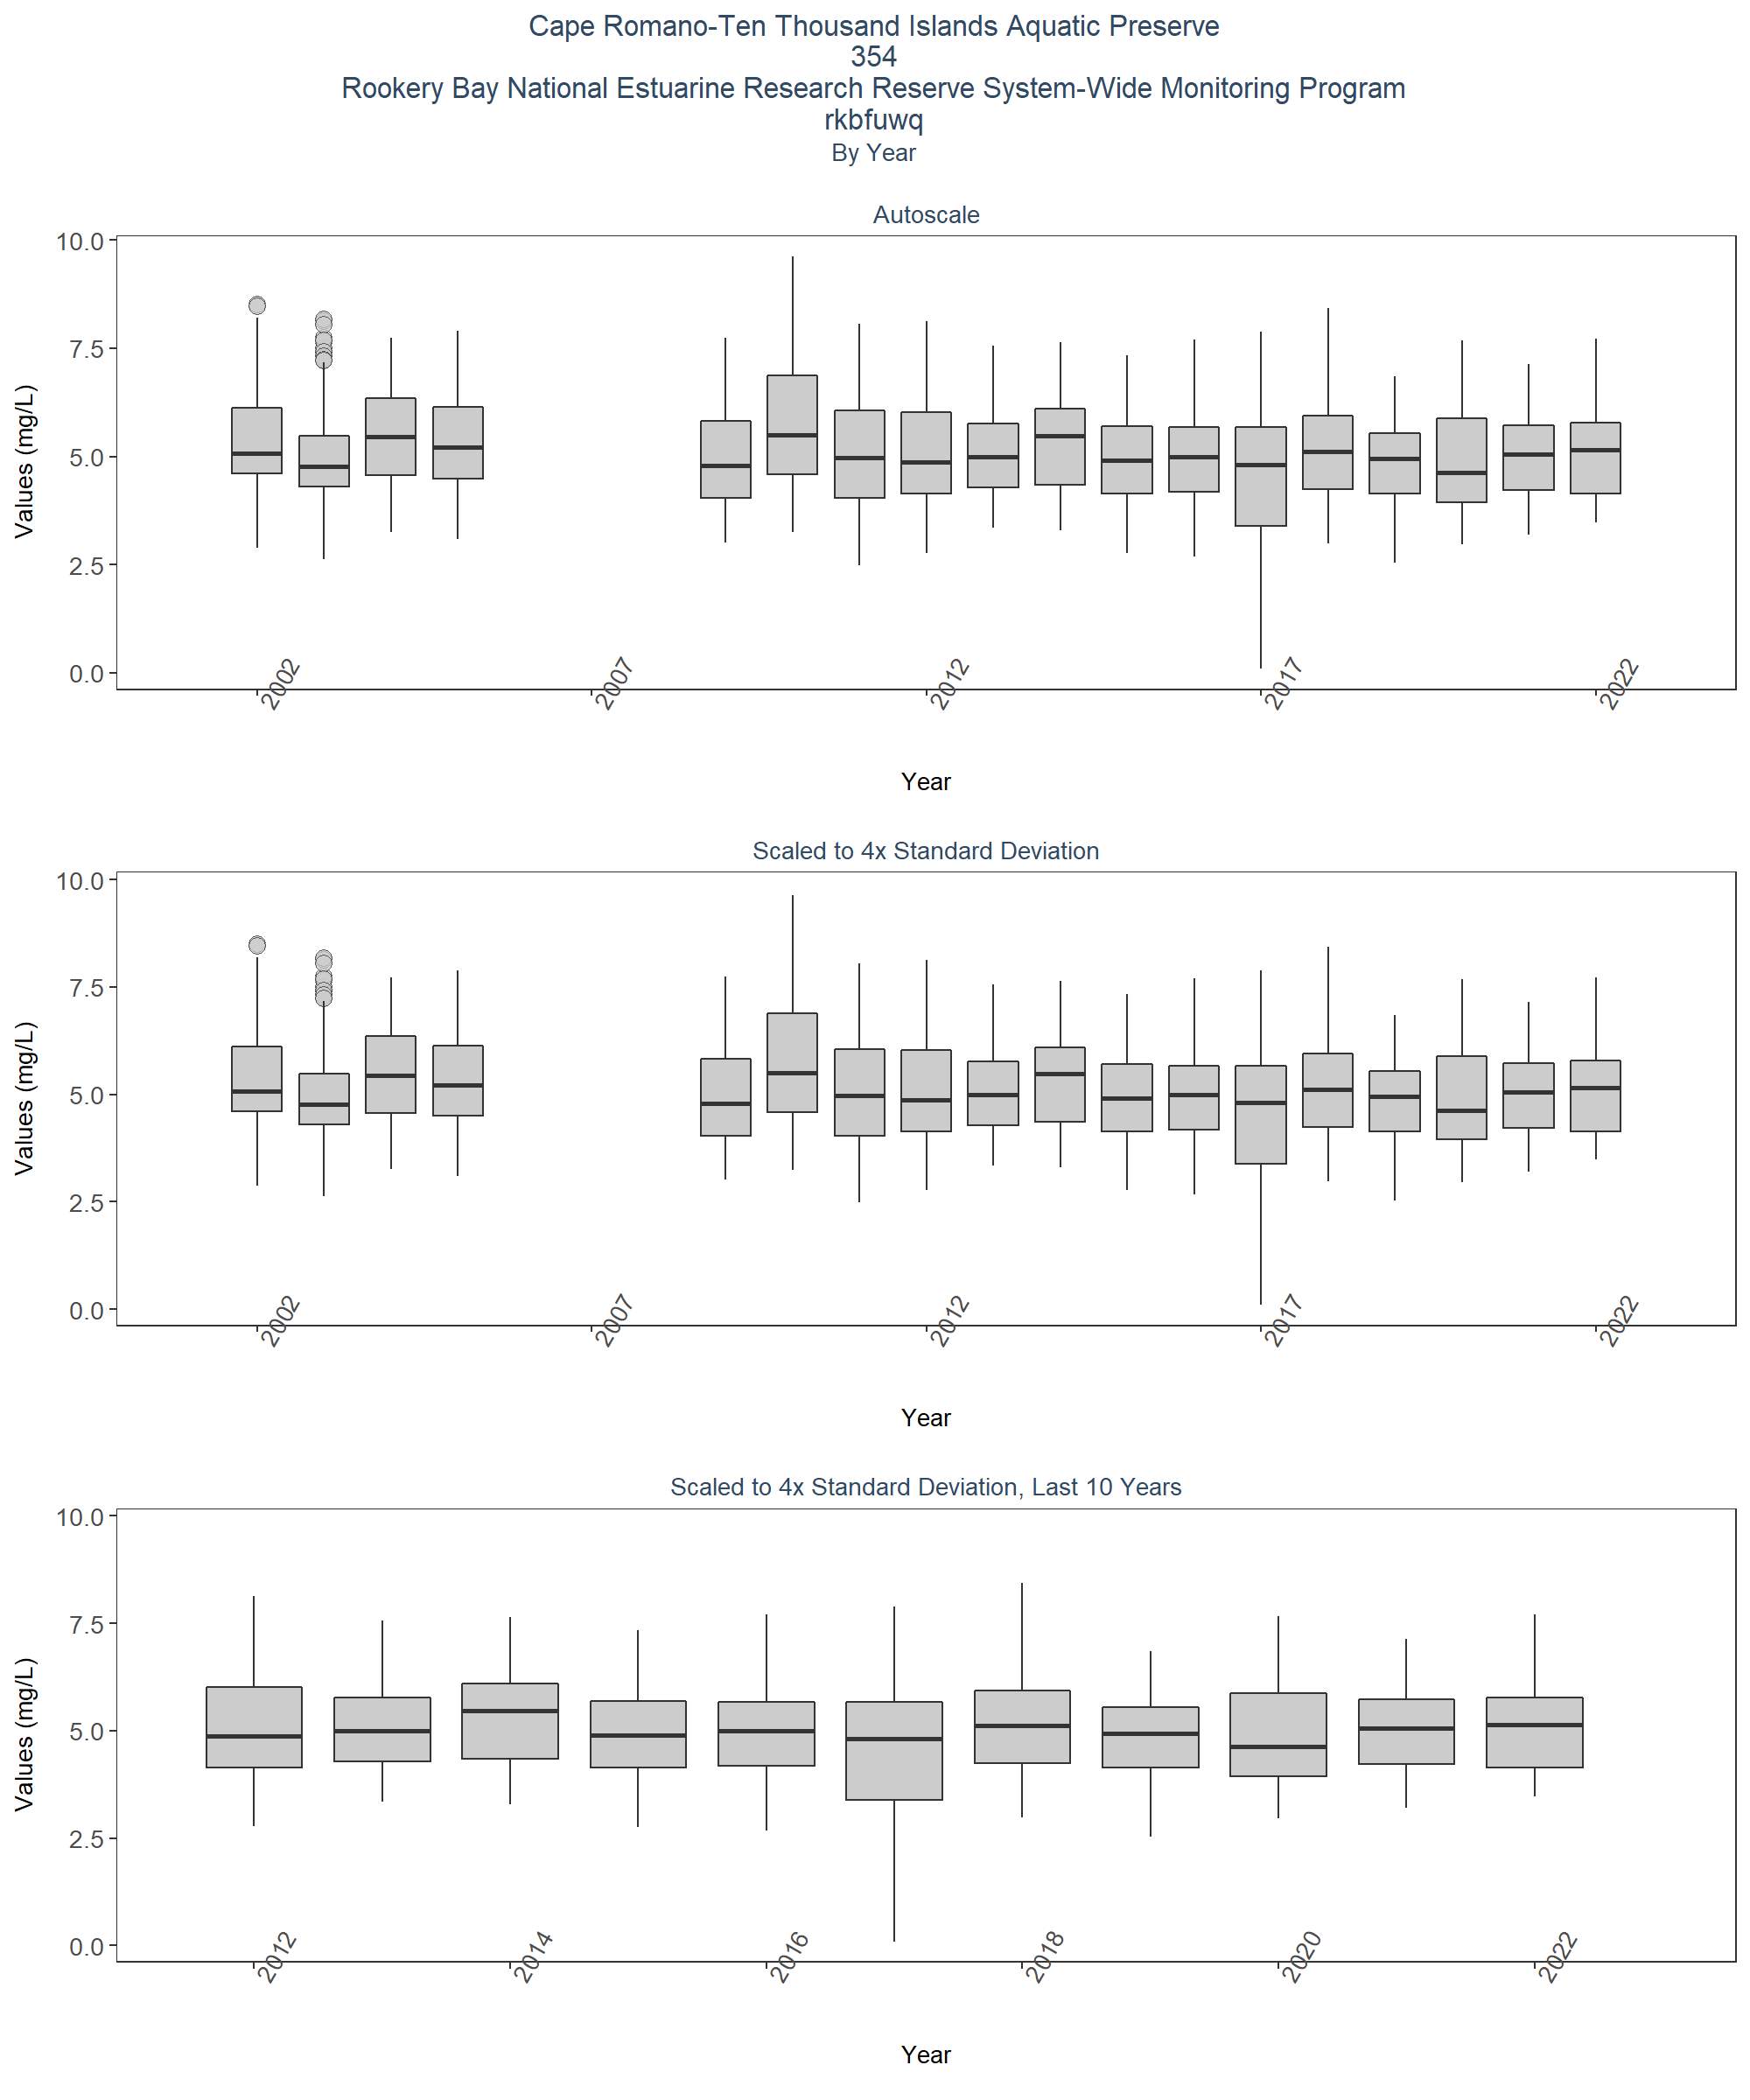 Cape Romano-Ten Thousand Islands Aquatic Preserve
354
Rookery Bay National Estuarine Research Reserve System-Wide Monitoring Program
rkbfuwq
By Year
Autoscale
Values (mg/L)
10.0
7.5
5.0
2.5
0.0
2002 2007 2012 2017 2022
Year
Scaled to 4x Standard Deviation
Values (mg/L)
10.0
7.5
5.0
2.5
0.0
2002 2007 2012 2017 2022
Year
Scaled to 4x Standard Deviation, Last 10 Years
Values (mg/L)
10.0
7.5
5.0
2.5
0.0
2012 2014 2016 2018 2020 2022
Year